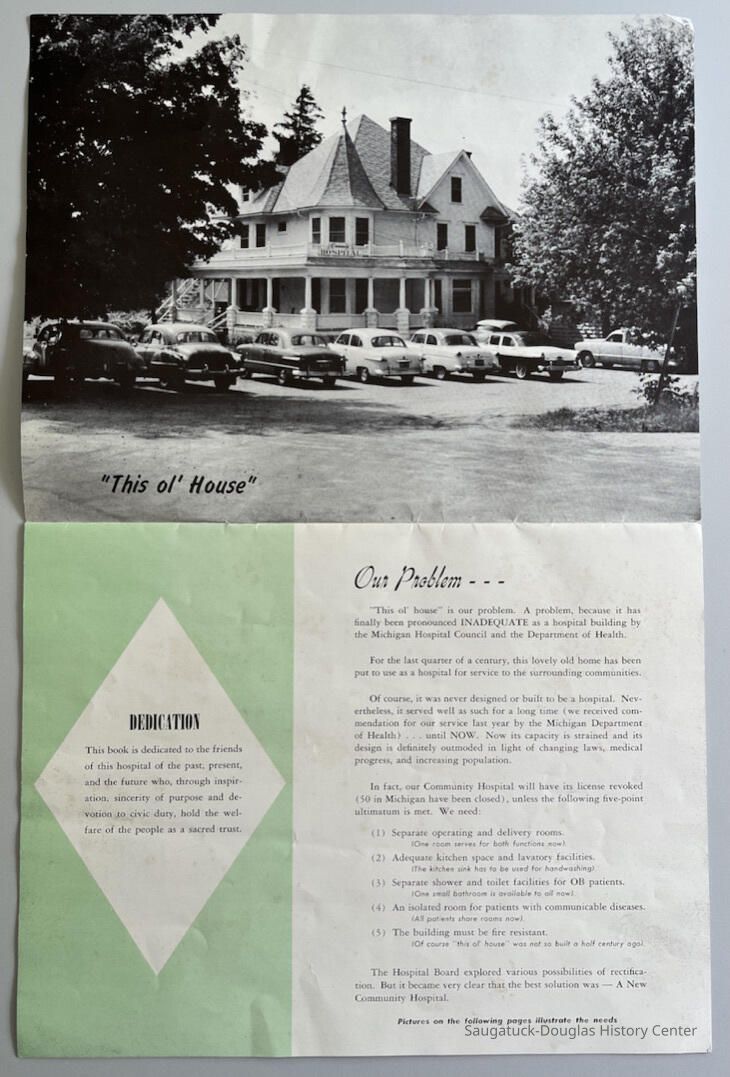 HOSPITAL
"This ol' House"
DEDICATION
This book is dedicated to the friends
of this hospital of the past, present,
and the future who, through inspir-
ation, sincerity of purpose and de-
votion to civic duty, hold the wel-
fare of the people as a sacred trust.
Our Problem - - -
"This ol' house" is our problem. A problem, because it has
finally been pronounced INADEQUATE as a hospital building by
the Michigan Hospital Council and the Department of Health.
For the last quarter of a century, this lovely old home has been
put to use as a hospital for service to the surrounding communities.
Of course, it was never designed or built to be a hospital. Nev-
ertheless, it served well as such for a long time (we received com-
mendation for our service last year by the Michigan Department
of Health) . . . until NOW. Now its capacity is strained and its
design is definitely outmoded in light of changing laws, medical
progress, and increasing population.
In fact, our Community Hospital will have its license revoked
(50 in Michigan have been closed), unless the following five-point
ultimatum is met. We need:
(1) Separate operating and delivery rooms.
(One room serves for both functions now).
(2) Adequate kitchen space and lavatory facilities.
(The kitchen sink has to be used for handwashing).
(3) Separate shower and toilet facilities for OB patients.
(One small bathroom is available to all now).
(4) An isolated room for patients with communicable diseases.
(All patients share rooms now).
(5) The building must be fire resistant.
(Of course "this ol' house" was not so built a half century ago).
The Hospital Board explored various possibilities of rectifica-
tion. But it became very clear that the best solution was — A New
Community Hospital.
Pictures on the following pages illustrate the needs
Saugatuck-Douglas History Center